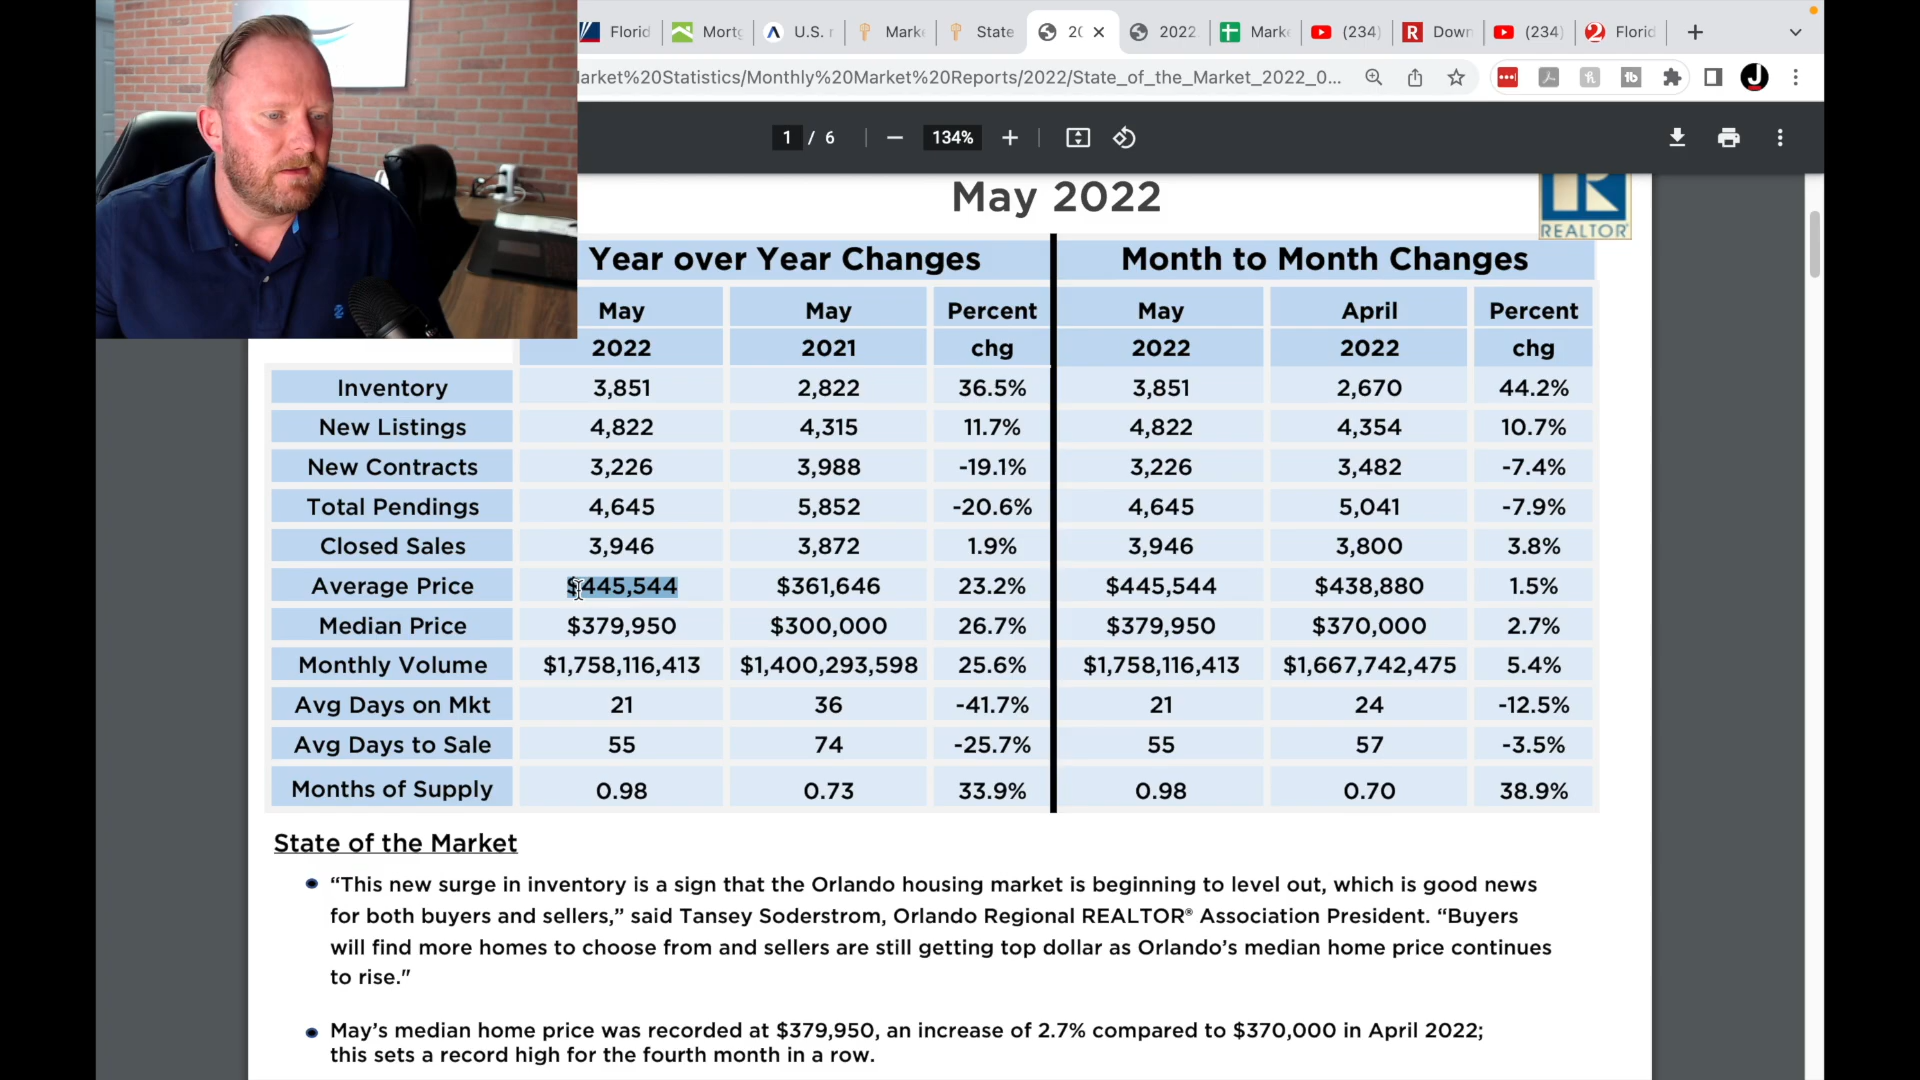 Florid
Mortg
U.S. r
Marke
State
20
2022
Marke
(234)
Down
(234)
Florid
arket%20Statistics/Monthly%20Market%20Reports/2022/State_of_the_Market_2022_0...
1 / 6
134%
May 2022
R
REALTOR
Year over Year Changes
Month to Month Changes
May May Percent May April Percent
2022 2021 chg 2022 2022 chg
Inventory 3,851 2,822 36.5% 3,851 2,670 44.2%
New Listings 4,822 4,315 11.7% 4,822 4,354 10.7%
New Contracts 3,226 3,988 -19.1% 3,226 3,482 -7.4%
Total Pendings 4,645 5,852 -20.6% 4,645 5,041 -7.9%
Closed Sales 3,946 3,872 1.9% 3,946 3,800 3.8%
Average Price $445,544 $361,646 23.2% $445,544 $438,880 1.5%
Median Price $379,950 $300,000 26.7% $379,950 $370,000 2.7%
Monthly Volume $1,758,116,413 $1,400,293,598 25.6% $1,758,116,413 $1,667,742,475 5.4%
Avg Days on Mkt 21 36 -41.7% 21 24 -12.5%
Avg Days to Sale 55 74 -25.7% 55 57 -3.5%
Months of Supply 0.98 0.73 33.9% 0.98 0.70 38.9%
State of the Market
“This new surge in inventory is a sign that the Orlando housing market is beginning to level out, which is good news
for both buyers and sellers,” said Tansey Soderstrom, Orlando Regional REALTOR® Association President. “Buyers
will find more homes to choose from and sellers are still getting top dollar as Orlando’s median home price continues
to rise."
May’s median home price was recorded at $379,950, an increase of 2.7% compared to $370,000 in April 2022;
this sets a record high for the fourth month in a row.